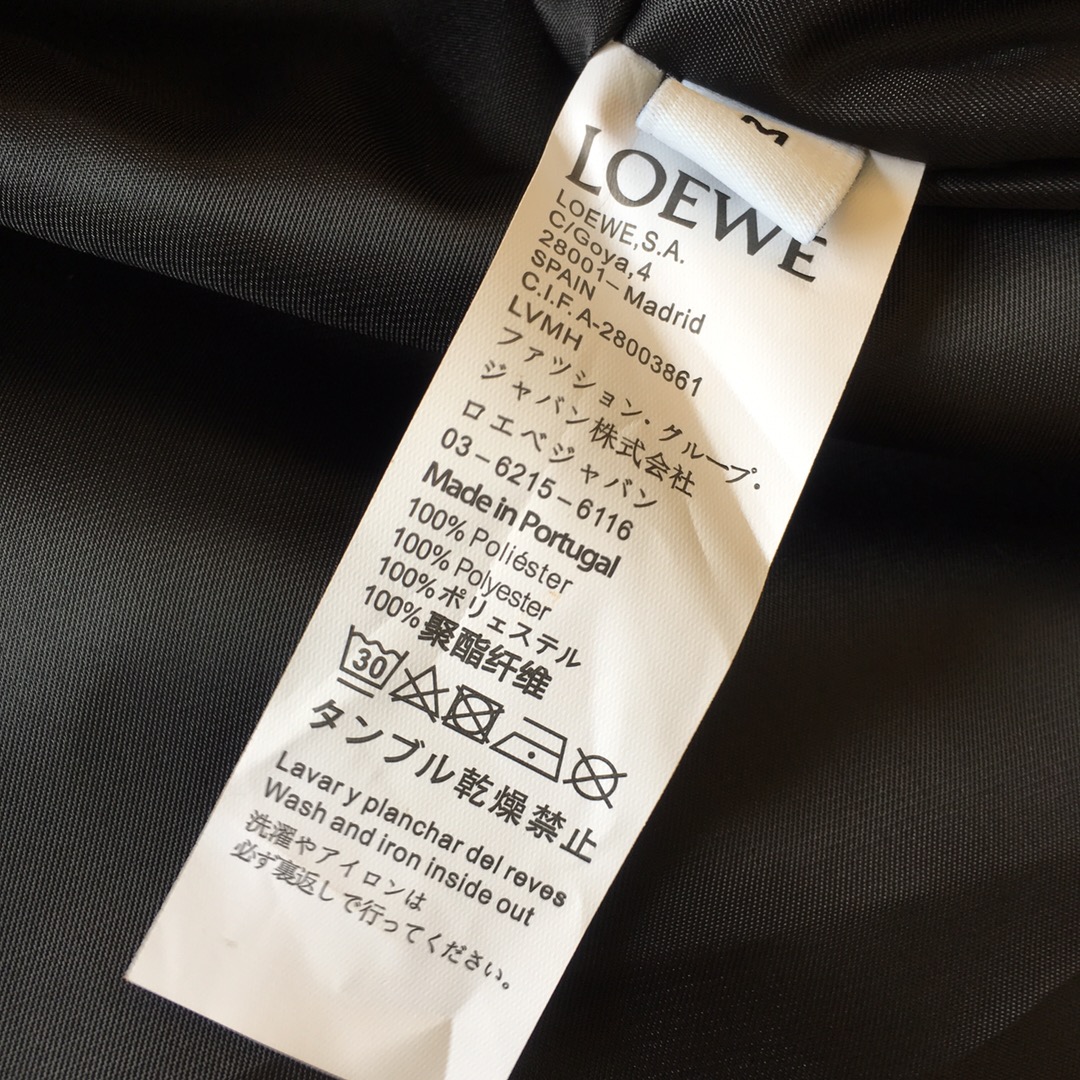 M
LOEWE
LOEWE,S.A.
C/Goya,4
28001-Madrid
SPAIN
C.I.F. A-28003861
LVMH
ファッション・グループ・
ジャパン株式会社
ロエベジャパン
03-6215-6116
Made in Portugal
100% Poliéster
100% Polyester
100%ポリェステル
100%聚酯纤维
30
タンブル乾燥禁止
Lavar y planchar del reves
Wash and iron inside out
洗濯やアイロンは
必ず裏返しで行ってください。